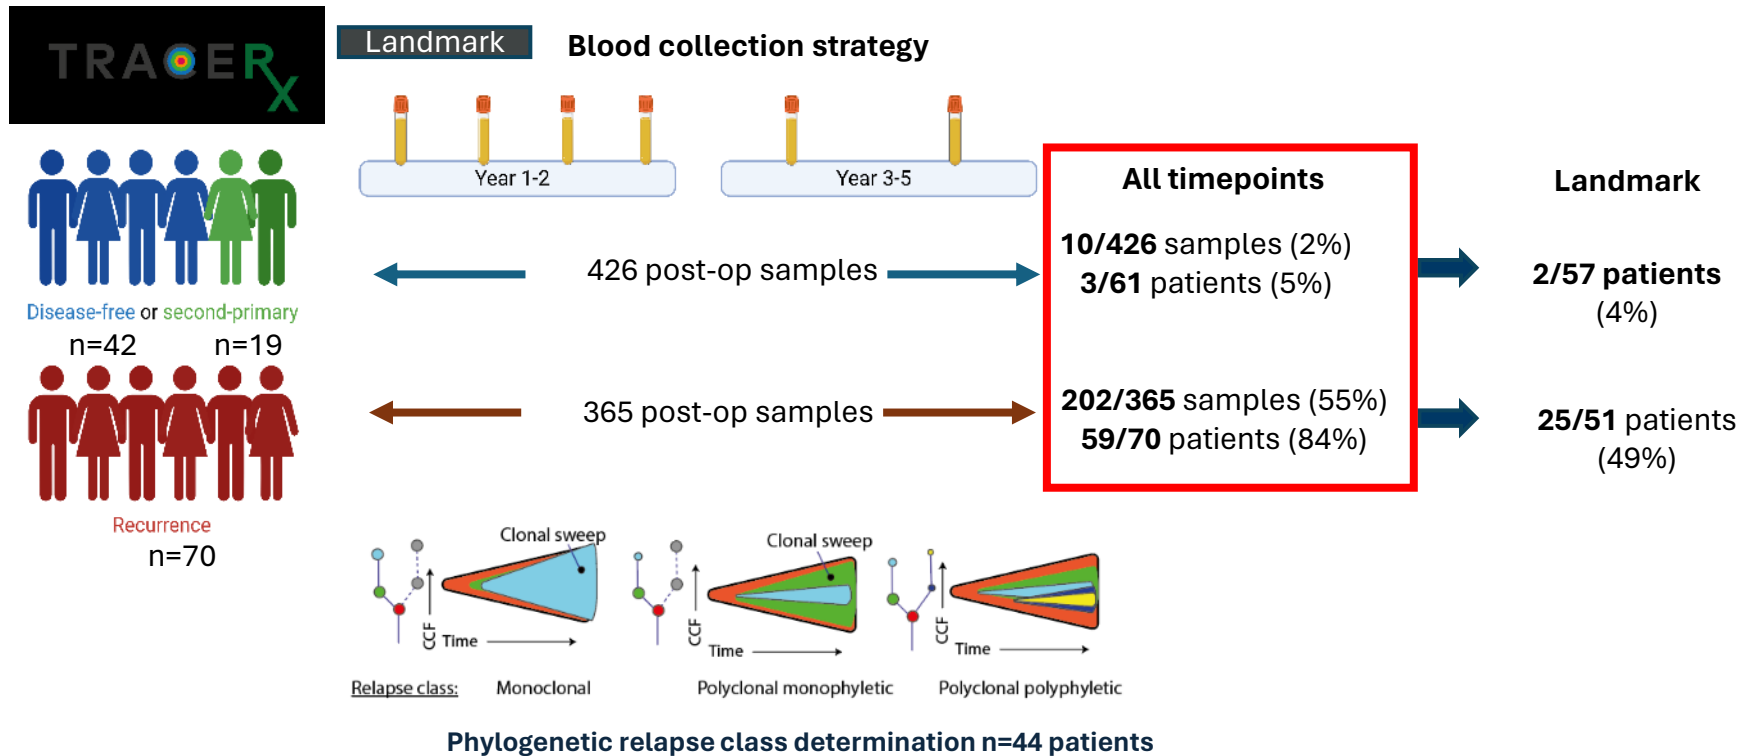 TRACERx
Landmark
Blood collection strategy
Year 1-2
Year 3-5
All timepoints
Landmark
10/426 samples (2%)
3/61 patients (5%)
426 post-op samples
2/57 patients
(4%)
Disease-free or second-primary
n=42
n=19
202/365 samples (55%)
59/70 patients (84%)
365 post-op samples
25/51 patients
(49%)
Recurrence
n=70
Clonal sweep
CCF
Time
Clonal sweep
CCF
Time
CCF
Time
Relapse class:
Monoclonal
Polyclonal monophyletic
Polyclonal polyphyletic
Phylogenetic relapse class determination n=44 patients